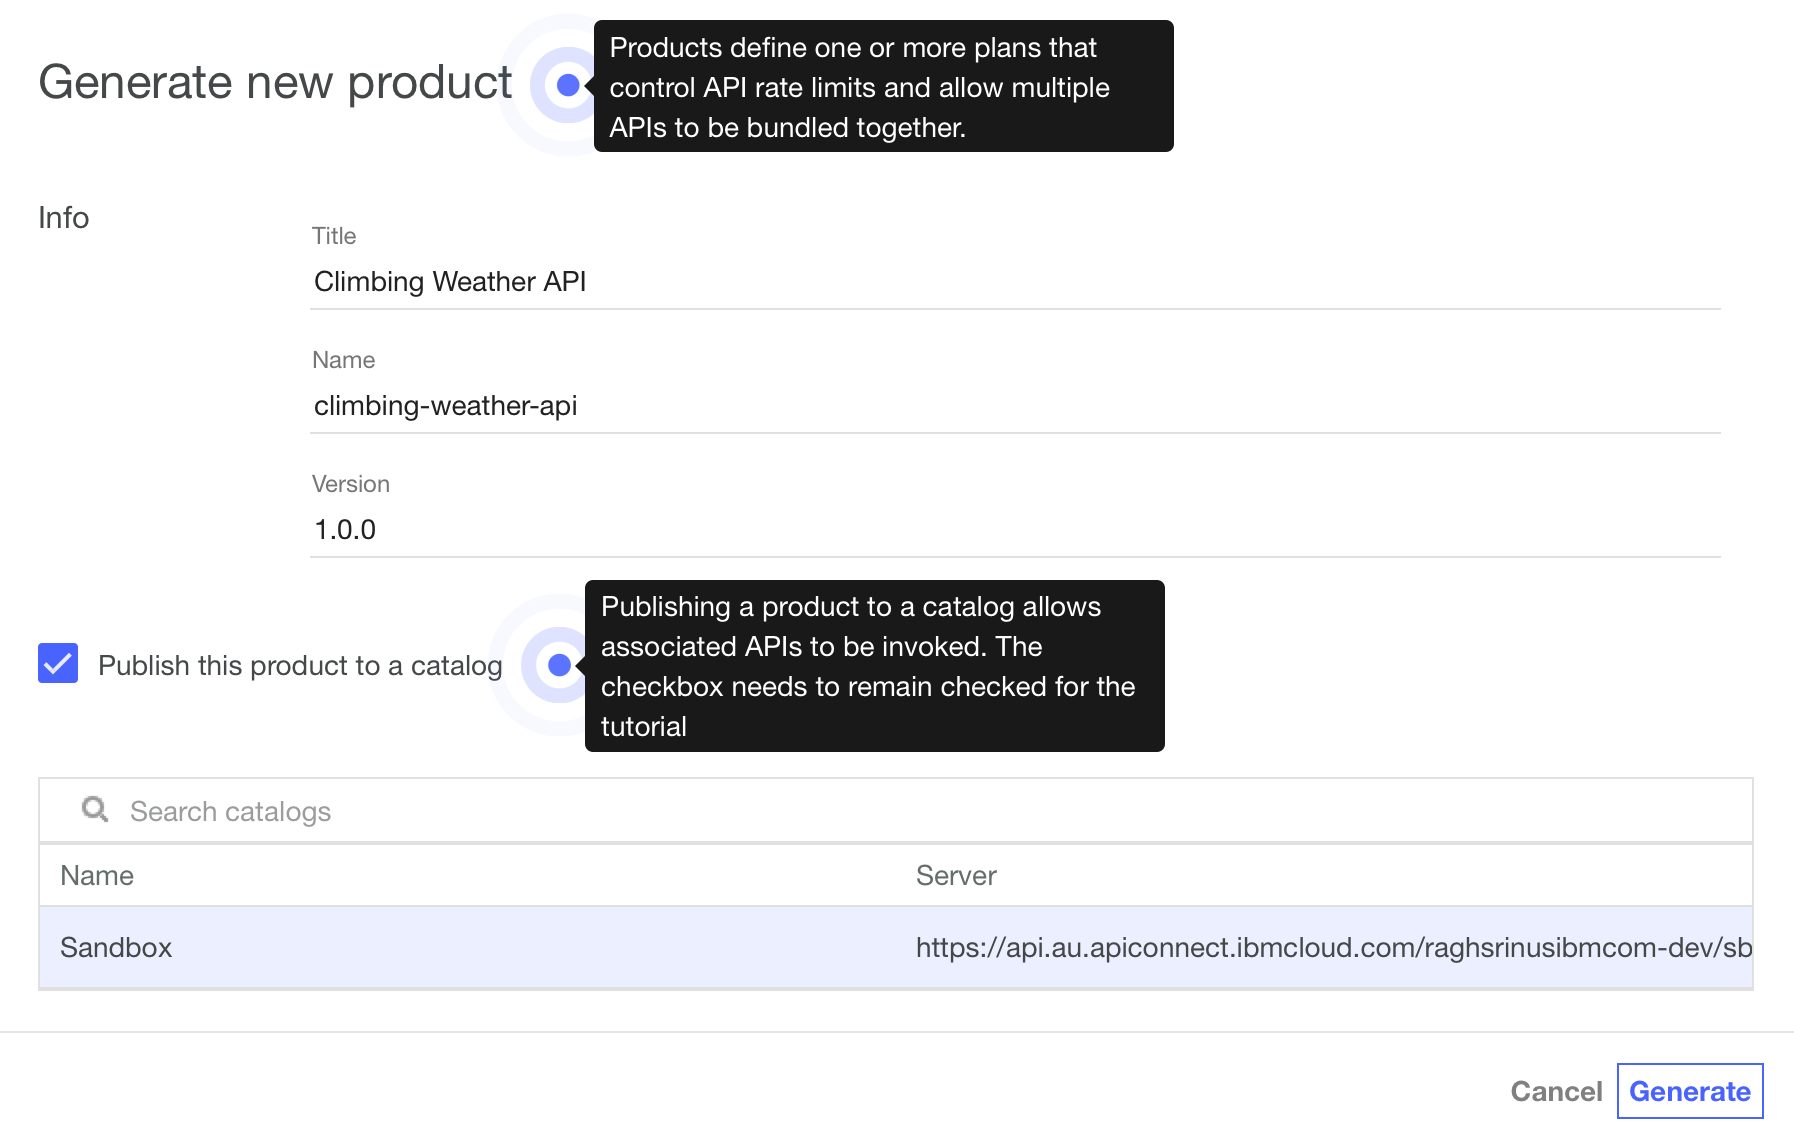 Generate new product
Products define one or more plans that
control API rate limits and allow multiple
APIs to be bundled together.
Info
Title
Climbing Weather API
Name
climbing-weather-api
Version
1.0.0
Publish this product to a catalog
Publishing a product to a catalog allows
associated APIs to be invoked. The
checkbox needs to remain checked for the
tutorial
Search catalogs
Name Server
Sandbox https://api.au.apiconnect.ibmcloud.com/raghsrinusibmcom-dev/sb
Cancel Generate